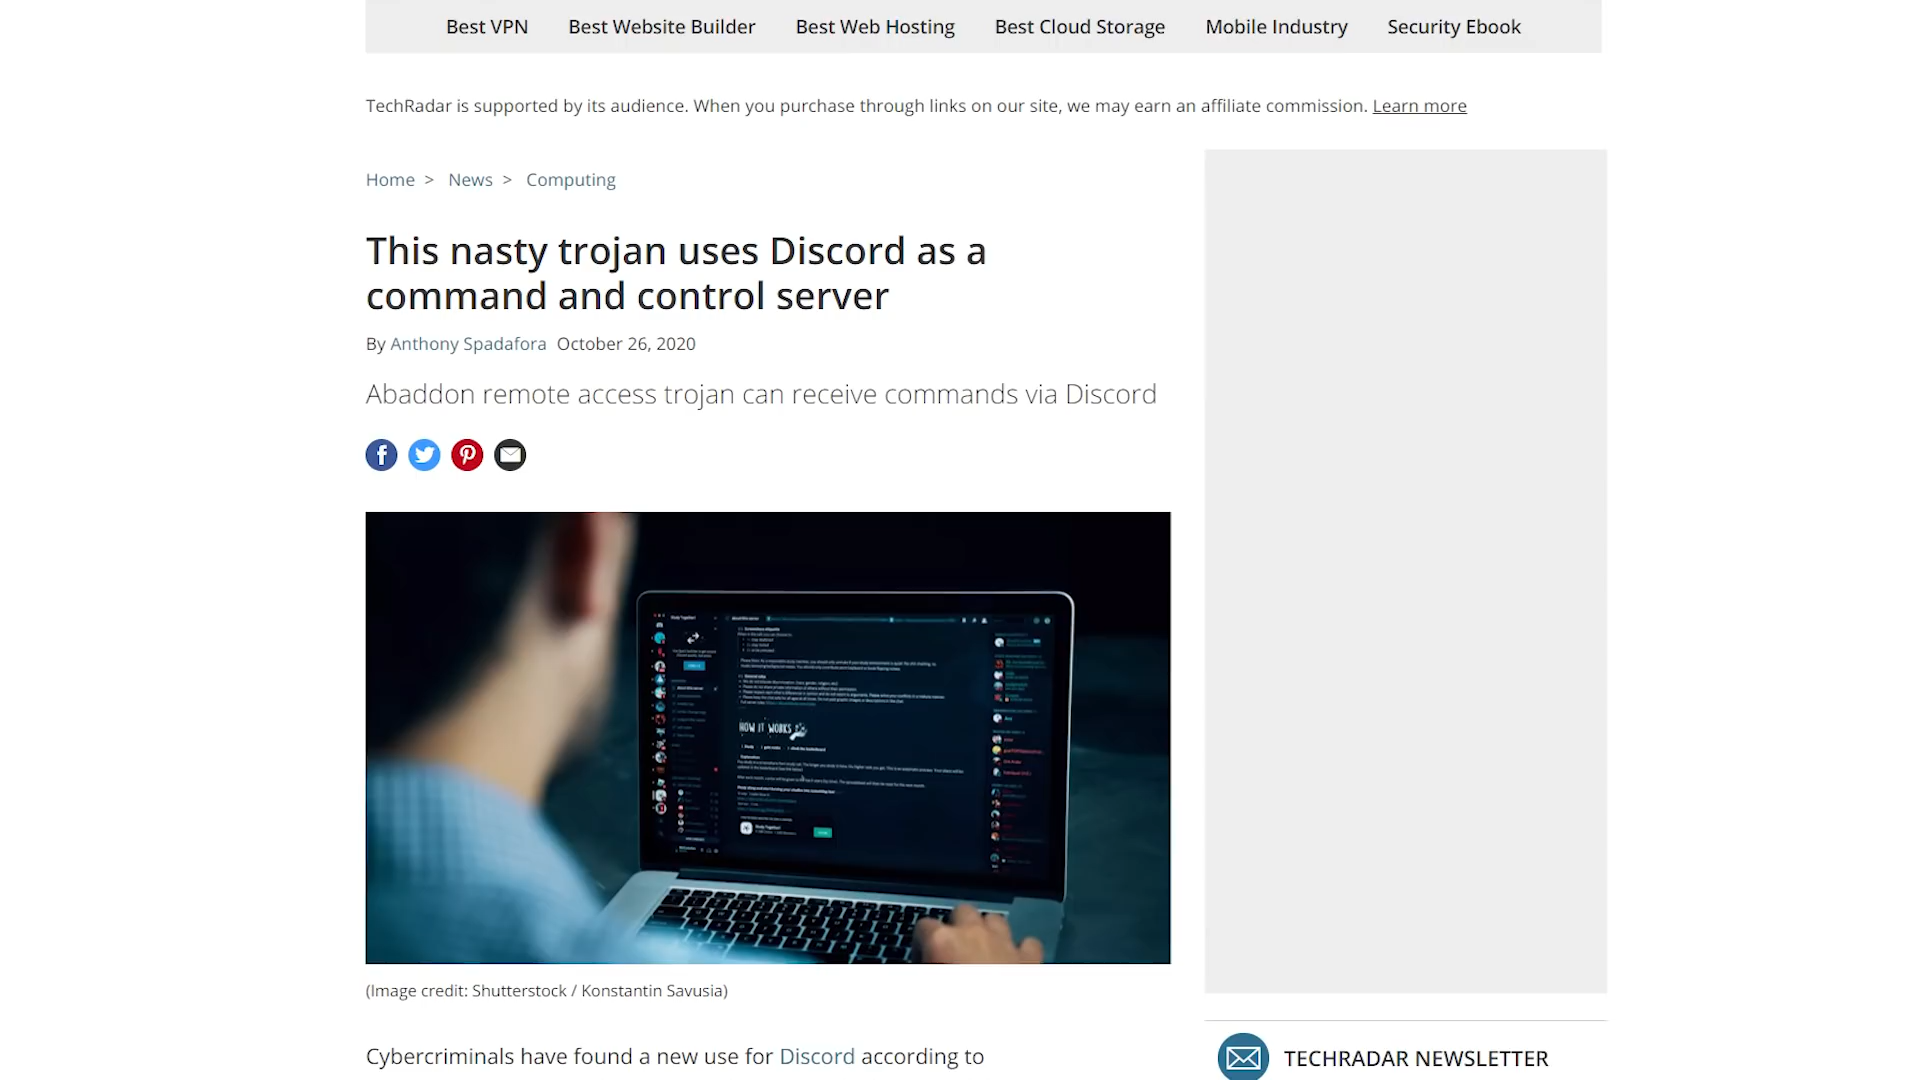 Best VPN Best Website Builder Best Web Hosting Best Cloud Storage Mobile Industry Security Ebook
TechRadar is supported by its audience. When you purchase through links on our site, we may earn an affiliate commission. Learn more
Home > News > Computing
This nasty trojan uses Discord as a
command and control server
By Anthony Spadafora October 26, 2020
Abaddon remote access trojan can receive commands via Discord
HOW IT WORKS
(Image credit: Shutterstock / Konstantin Savusia)
Cybercriminals have found a new use for Discord according to
TECHRADAR NEWSLETTER